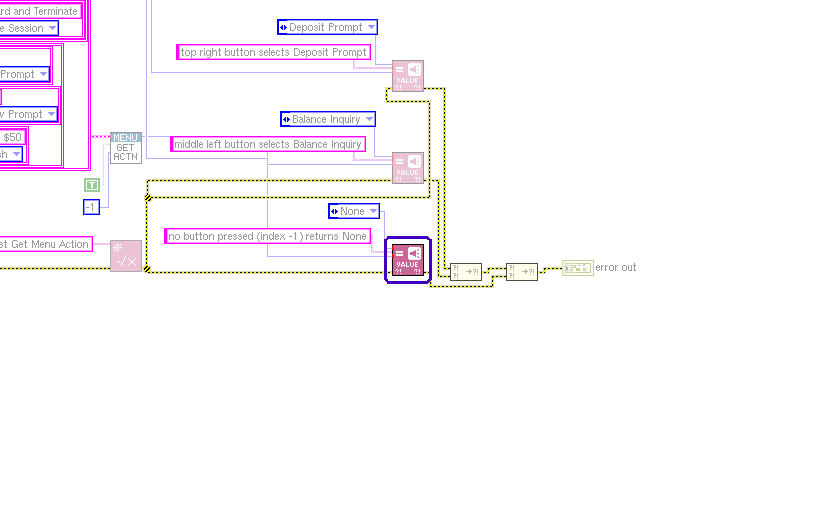 rd and Terminate
e Session
Deposit Prompt
top right button selects Deposit Prompt
Prompt
=
VALUE
?! ?!
v Prompt
Balance Inquiry
$50
MENU
GET
ACTN
middle left button selects Balance Inquiry
sh
=
VALUE
?! ?!
T
-1
None
no button pressed (index -1) returns None
st Get Menu Action
*
√x
=
VALUE
?! ?!
?! →?!
?! →?!
error out